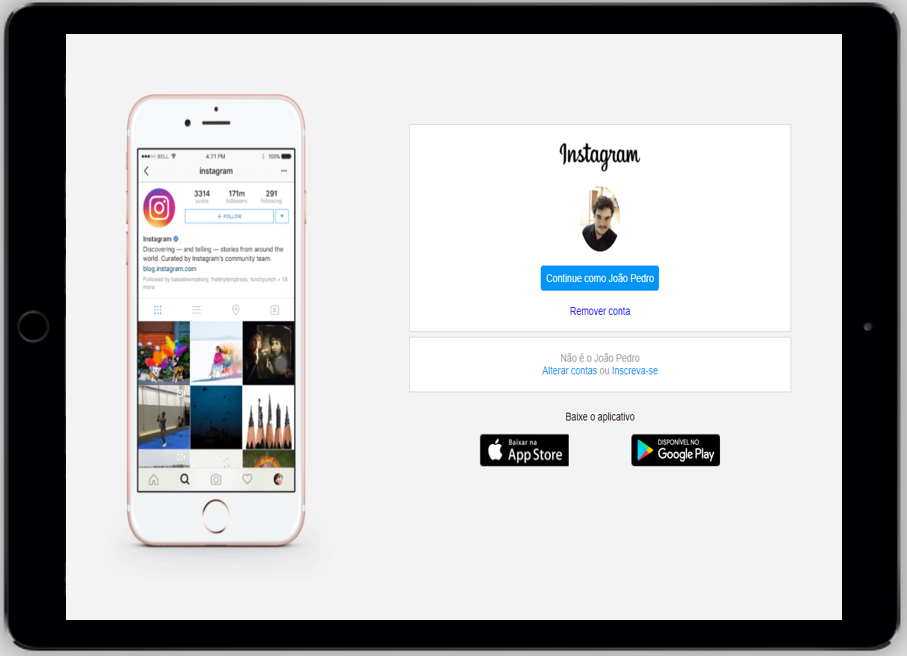 BELL
4:21 PM
100%
instagram
3314
171m
291
posts
followers
following
+ FOLLOW
Instagram
Discovering — and telling — stories from around the
world. Curated by Instagram's community team.
blog.instagram.com
Followed by bakedowncakery, thetinytomptress, funchpunch + 18
more
Instagram
Continue como João Pedro
Remover conta
Não é o João Pedro
Alterar contas ou Inscreva-se
Baixe o aplicativo
Baixar na
App Store
DISPONÍVEL NO
Google Play